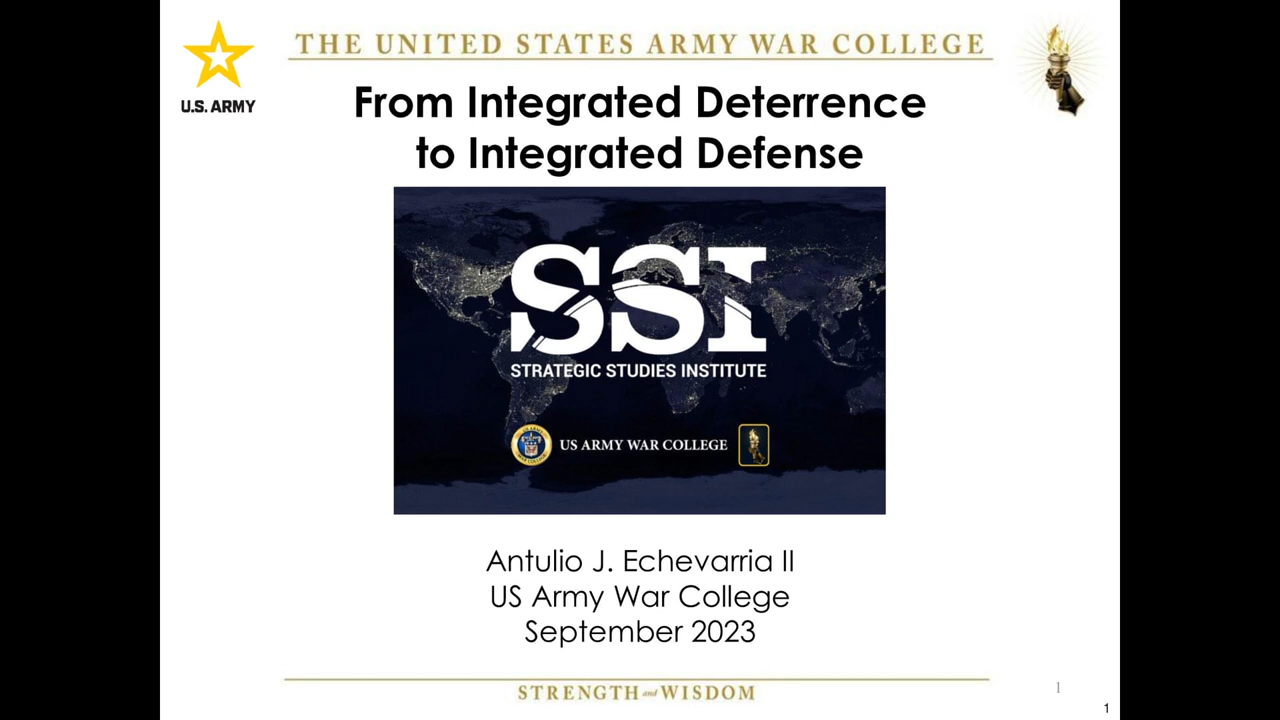 THE UNITED STATES ARMY WAR COLLEGE
U.S. ARMY
From Integrated Deterrence
to Integrated Defense
SSI
STRATEGIC STUDIES INSTITUTE
US ARMY WAR COLLEGE
Antulio J. Echevarria II
US Army War College
September 2023
STRENGTH and WISDOM
1
1